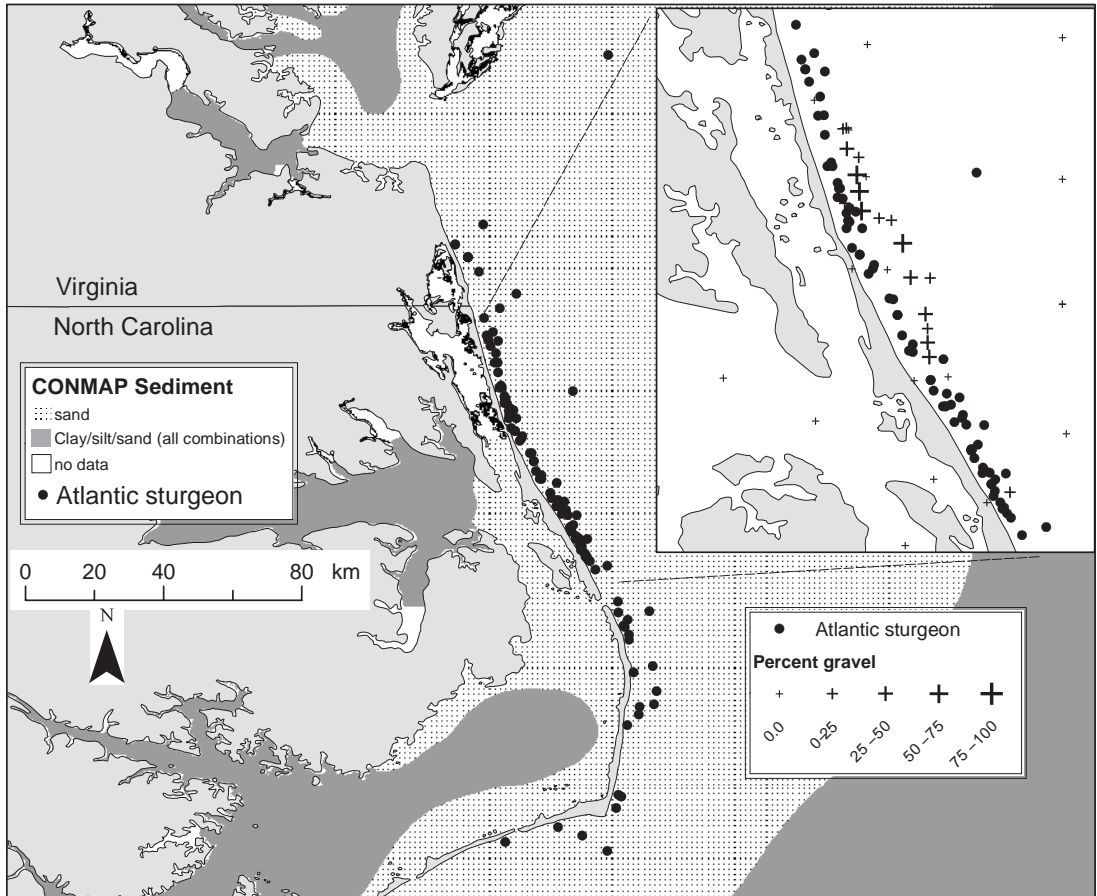 Virginia
North Carolina
CONMAP Sediment
sand
Clay/silt/sand (all combinations)
no data
Atlantic sturgeon
0 20 40 80 km
N
Atlantic sturgeon
Percent gravel
0.0 0-25 25 –50 50 –75 75 –100